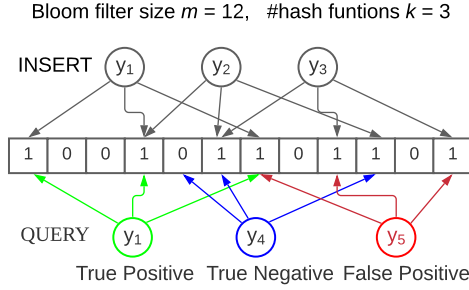 Bloom filter size m = 12, #hash funtions k = 3
INSERT y1 y2 y3
1 0 0 1 0 1 1 0 1 1 0 1
QUERY y1 y4 y5
True Positive True Negative False Positive